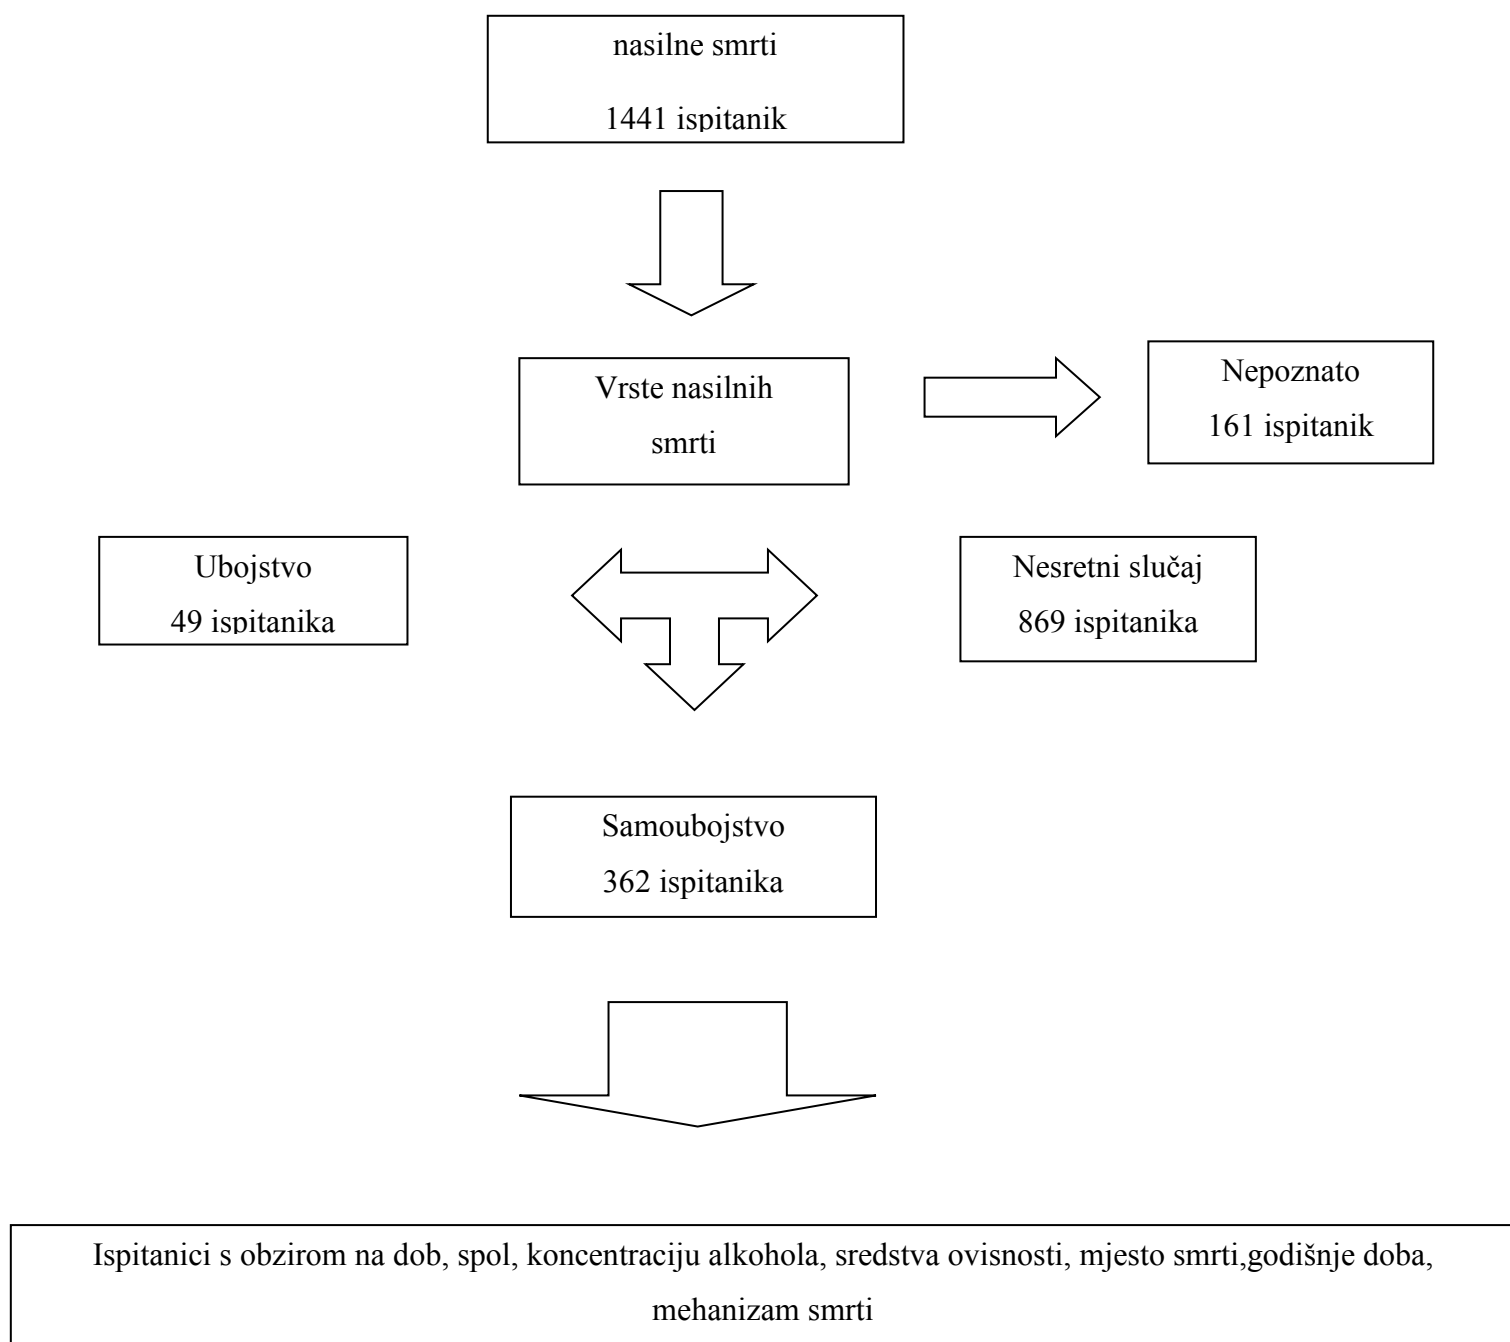 nasilne smrti
1441 ispitanik
Vrste nasilnih
smrti
Nepoznato
161 ispitanik
Ubojstvo
49 ispitanika
Nesretni slučaj
869 ispitanika
Samoubojstvo
362 ispitanika
Ispitanici s obzirom na dob, spol, koncentraciju alkohola, sredstva ovisnosti, mjesto smrti,godišnje doba,
mehanizam smrti